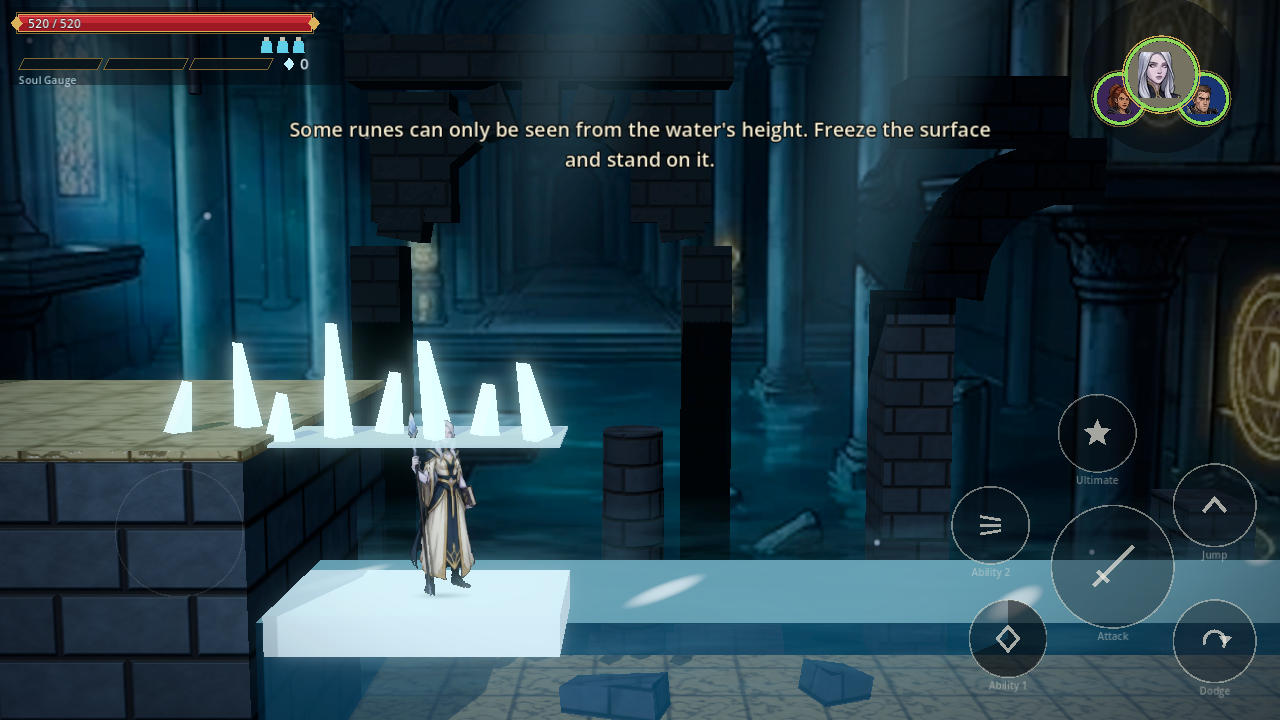 520 / 520
0
Soul Gauge
Some runes can only be seen from the water's height. Freeze the surface
and stand on it.
Ultimate
Jump
Ability 2
Attack
Ability 1
Dodge